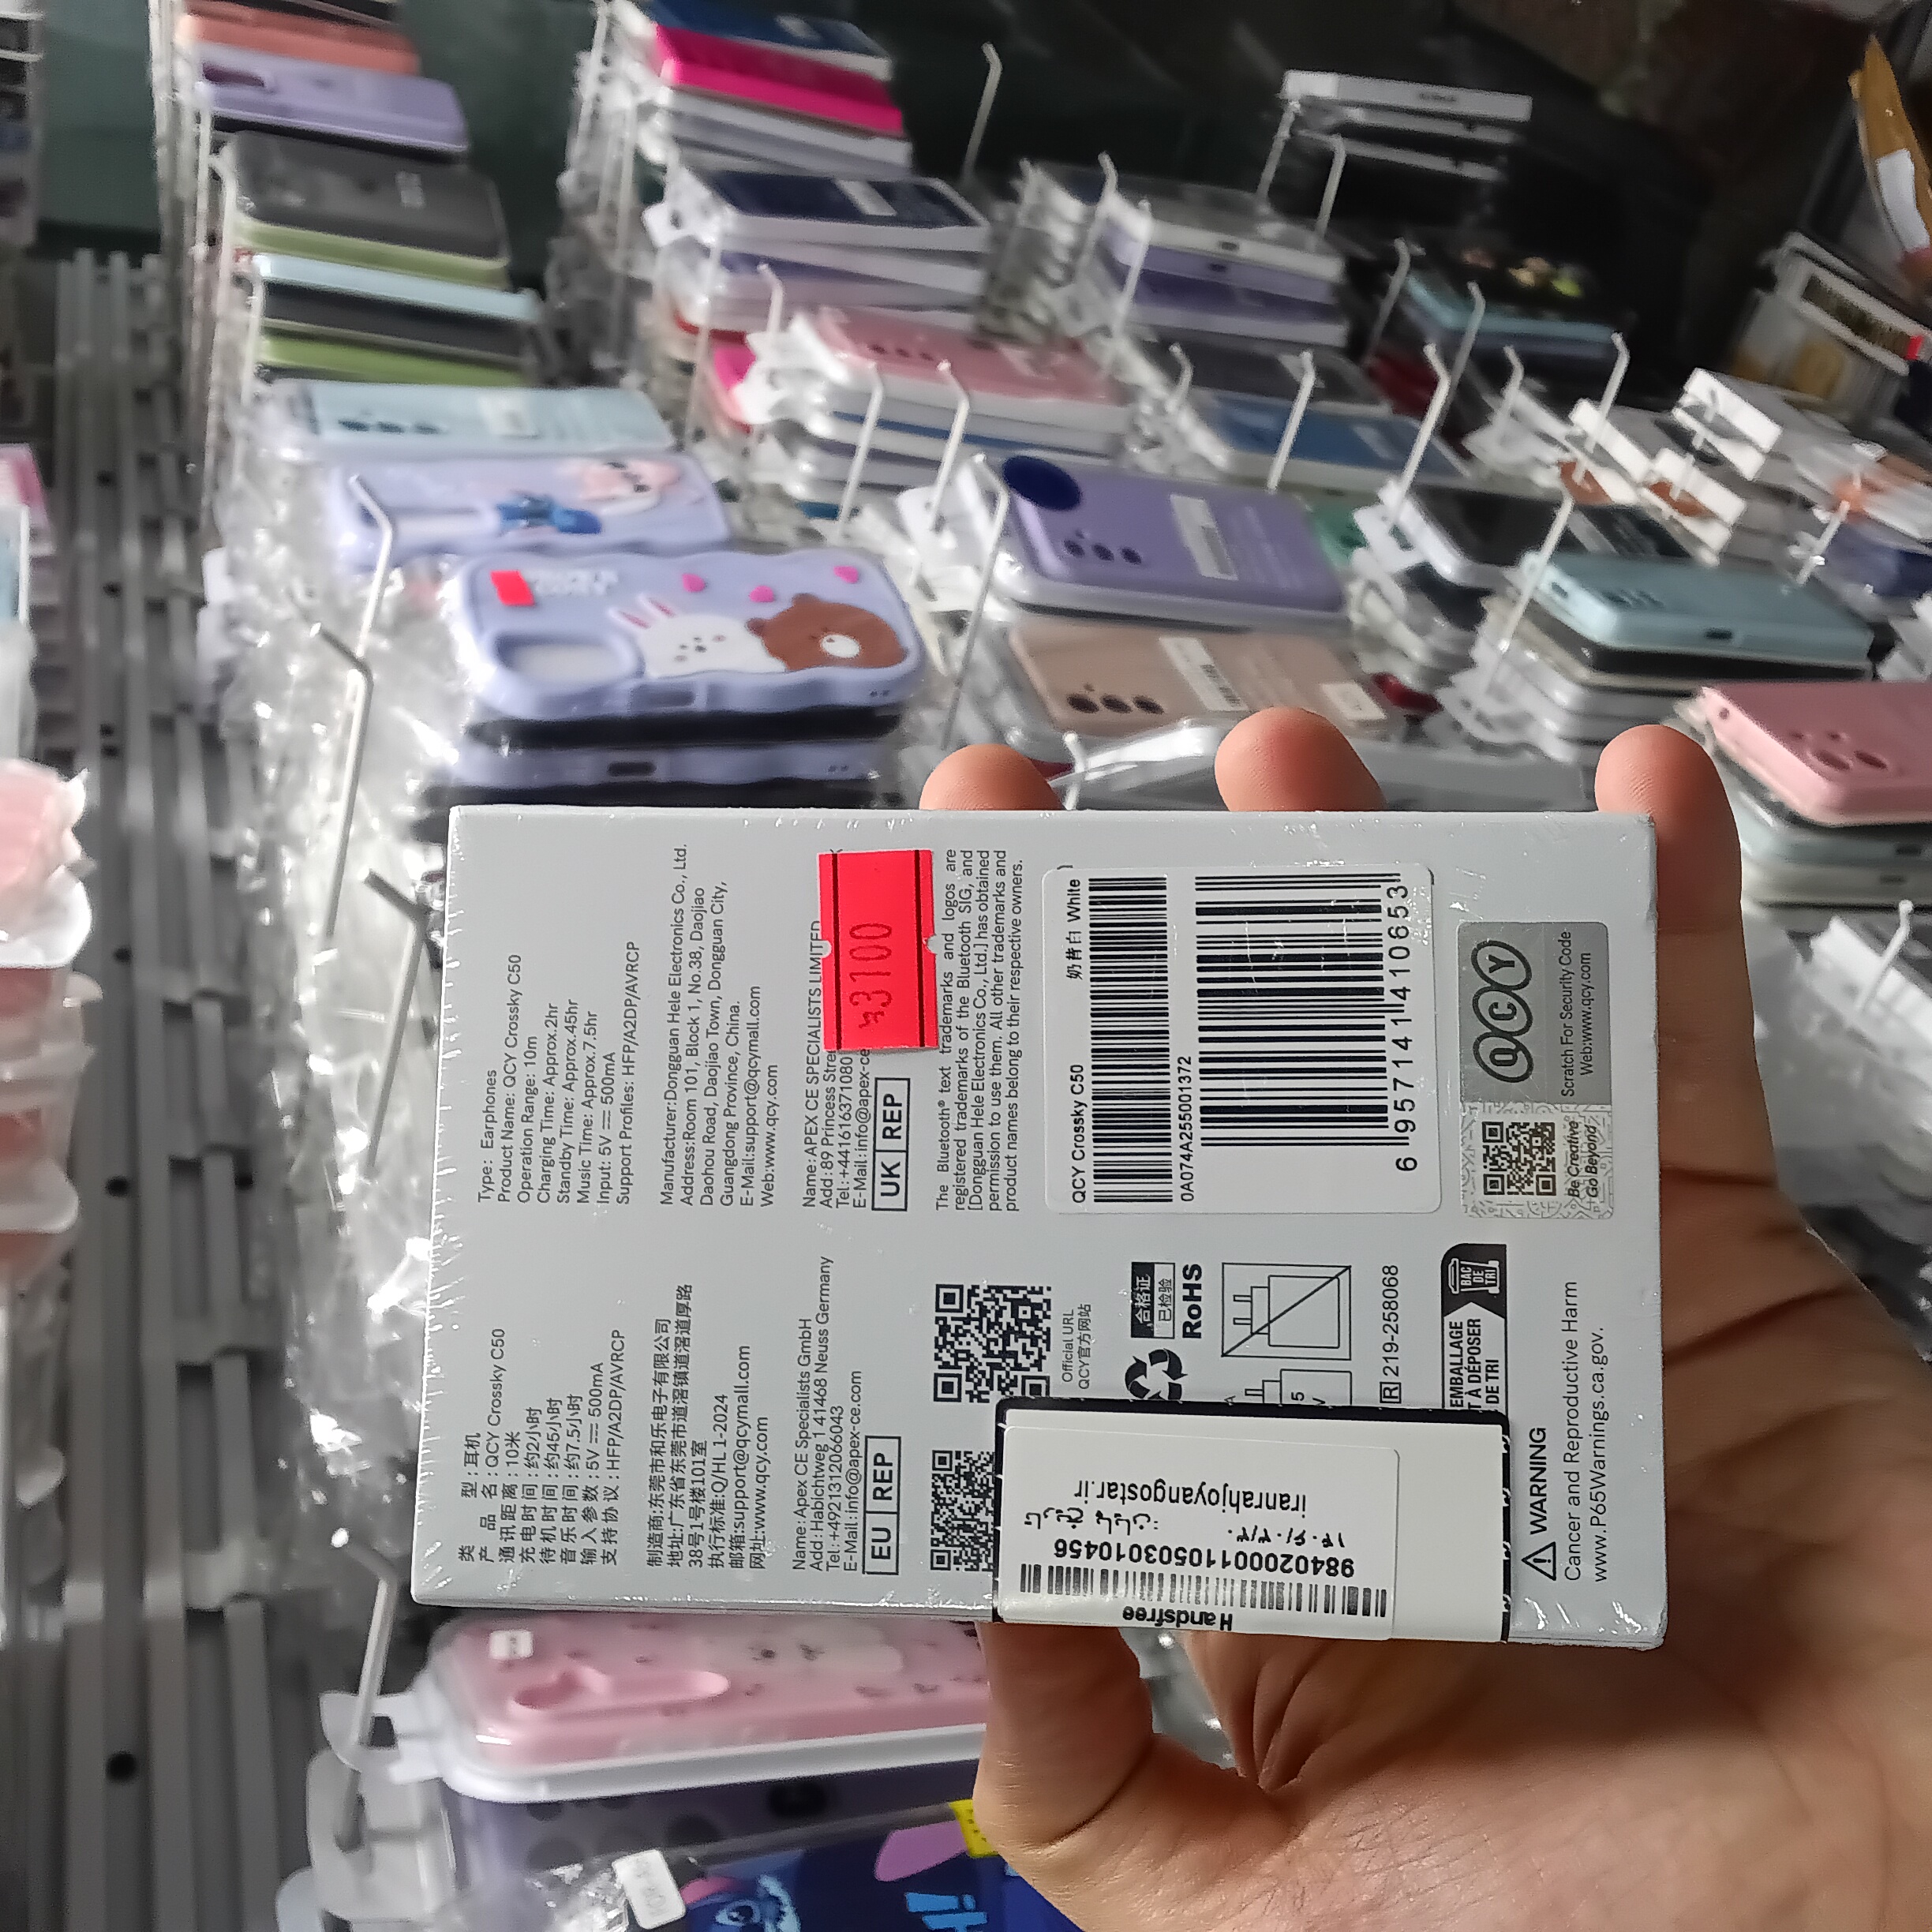 类 型:耳机
产 品 名:QCY Crossky C50
通讯距离:10米
充电时间:约2小时
待机时间:约45小时
音乐时间:约7.5小时
输入参数:5V⎓500mA
支持协议:HFP/A2DP/AVRCP
制造商:东莞市和乐电子有限公司
地址:广东省东莞市道滘镇道滘道厚路
38号1号楼101室
执行标准:Q/HL 1-2024
邮箱:support@qcymall.com
网址:www.qcy.com
Name:Apex CE Specialists GmbH
Add:Habichtweg 1 41468 Neuss Germany
Tel:+4921312066043
E-Mail:info@apex-ce.com
EU REP
Official URL
QCY官方网站
合格证
已检验
RoHS
R 219-258068
EMBALLAGE
T À DÉPOSER
DE TRI
BAC
DE
TRI
WARNING
Cancer and Reproductive Harm
www.P65Warnings.ca.gov.
Handsfree
98402000110503010456
iranrahjoyangostar.ir
Type: Earphones
Product Name: QCY Crossky C50
Operation Range: 10m
Charging Time: Approx.2hr
Standby Time: Approx.45hr
Music Time: Approx.7.5hr
Input: 5V⎓500mA
Support Profiles: HFP/A2DP/AVRCP
Manufacturer:Dongguan Hele Electronics Co., Ltd.
Address:Room 101, Block 1, No.38, Daojiao
Daohou Road, Daojiao Town, Dongguan City,
Guangdong Province, China.
E-Mail:support@qcymall.com
Web:www.qcy.com
Name:APEX CE SPECIALISTS LIMITED
Add:89 Princess Stre
Tel:+441616371080
E-Mail:info@apex-ce
UK REP
3100
The Bluetooth® text trademarks and logos are
registered trademarks of the Bluetooth SIG, and
[Dongguan Hele Electronics Co., Ltd.] has obtained
permission to use them. All other trademarks and
product names belong to their respective owners.
QCY Crossky C50 奶昔白 White
0A074A255001372
6 957141 410653
QCY
Be Creative
Go Beyond
Scratch For Security Code
Web:www.qcy.com